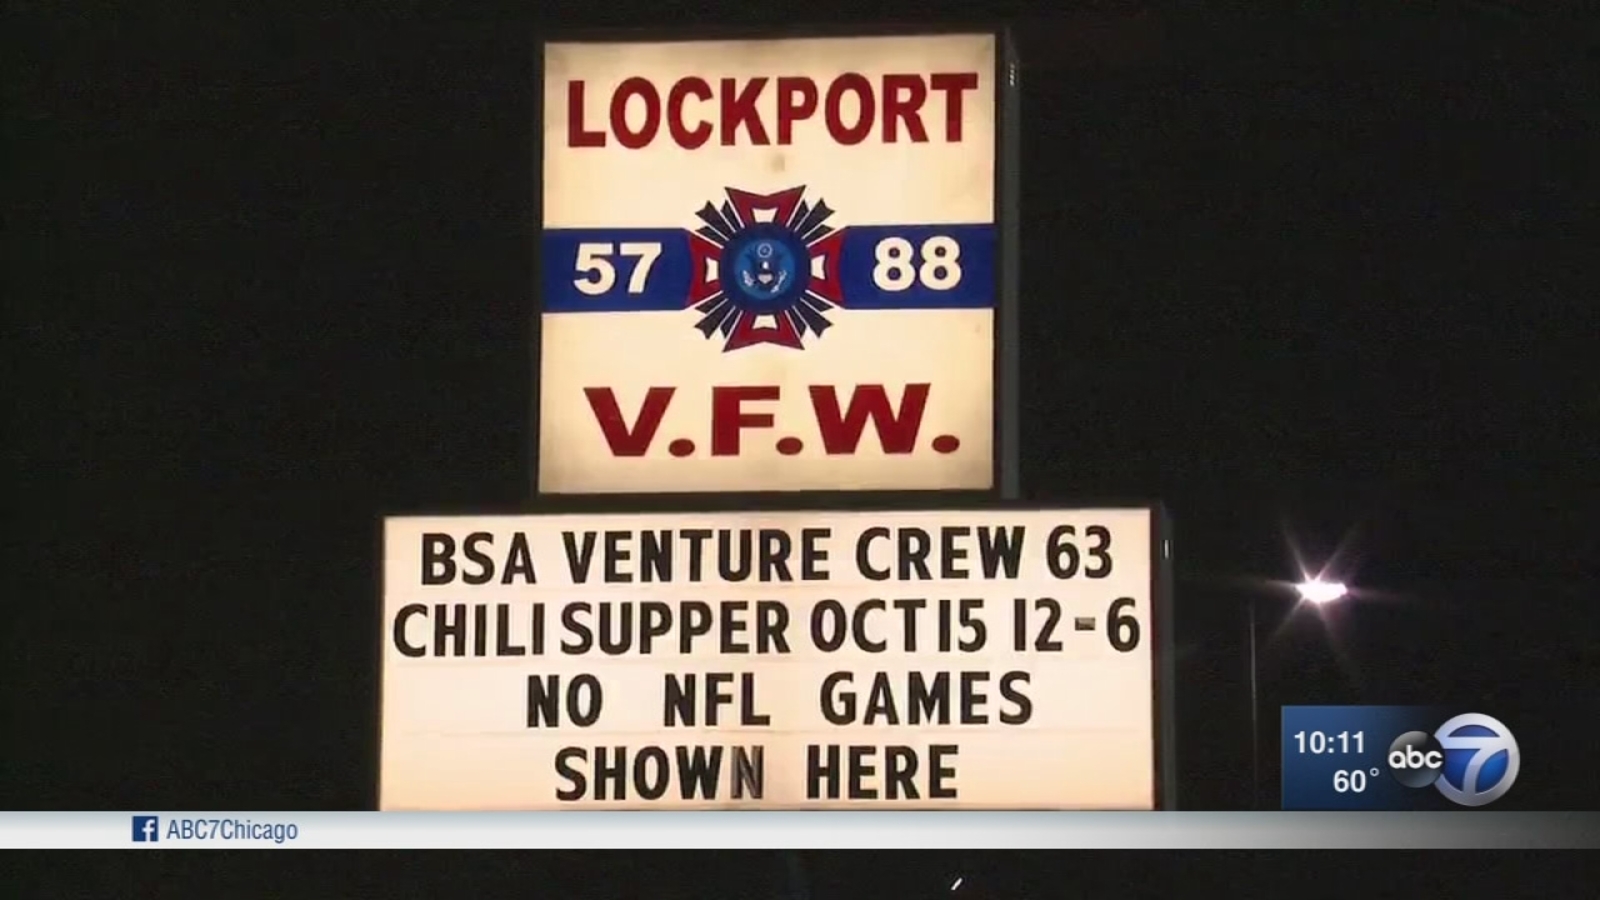 LOCKPORT
57 88
V.F.W.
BSA VENTURE CREW 63
CHILI SUPPER OCT 15 12-6
NO NFL GAMES
SHOWN HERE
10:11
60°
abc 7
ABC7Chicago